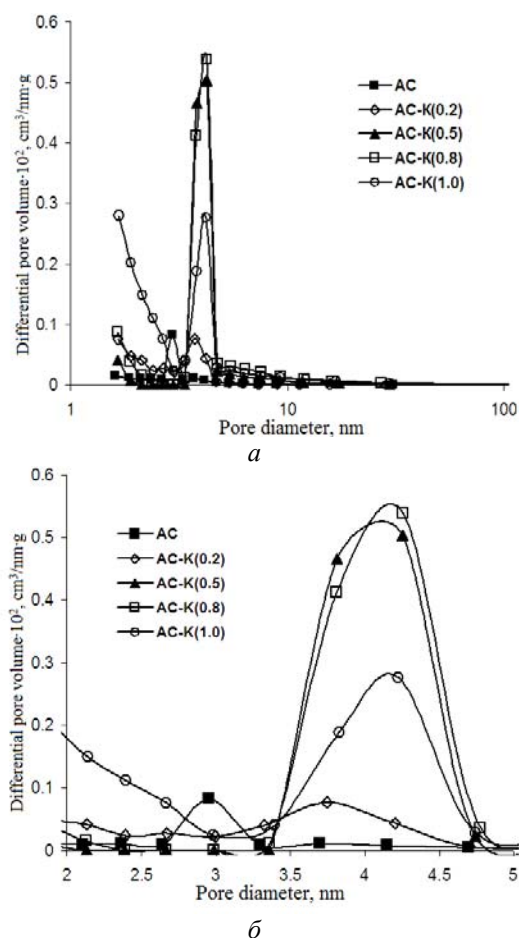 Differential pore volume·10², cm³/nm·g
0.6
0.5
0.4
0.3
0.2
0.1
0
AC
AC-K(0.2)
AC-K(0.5)
AC-K(0.8)
AC-K(1.0)
1
10
100
Pore diameter, nm
а
Differential pore volume·10², cm³/nm·g
0.6
0.5
0.4
0.3
0.2
0.1
0
AC
AC-K(0.2)
AC-K(0.5)
AC-K(0.8)
AC-K(1.0)
2
2.5
3
3.5
4
4.5
5
Pore diameter, nm
б